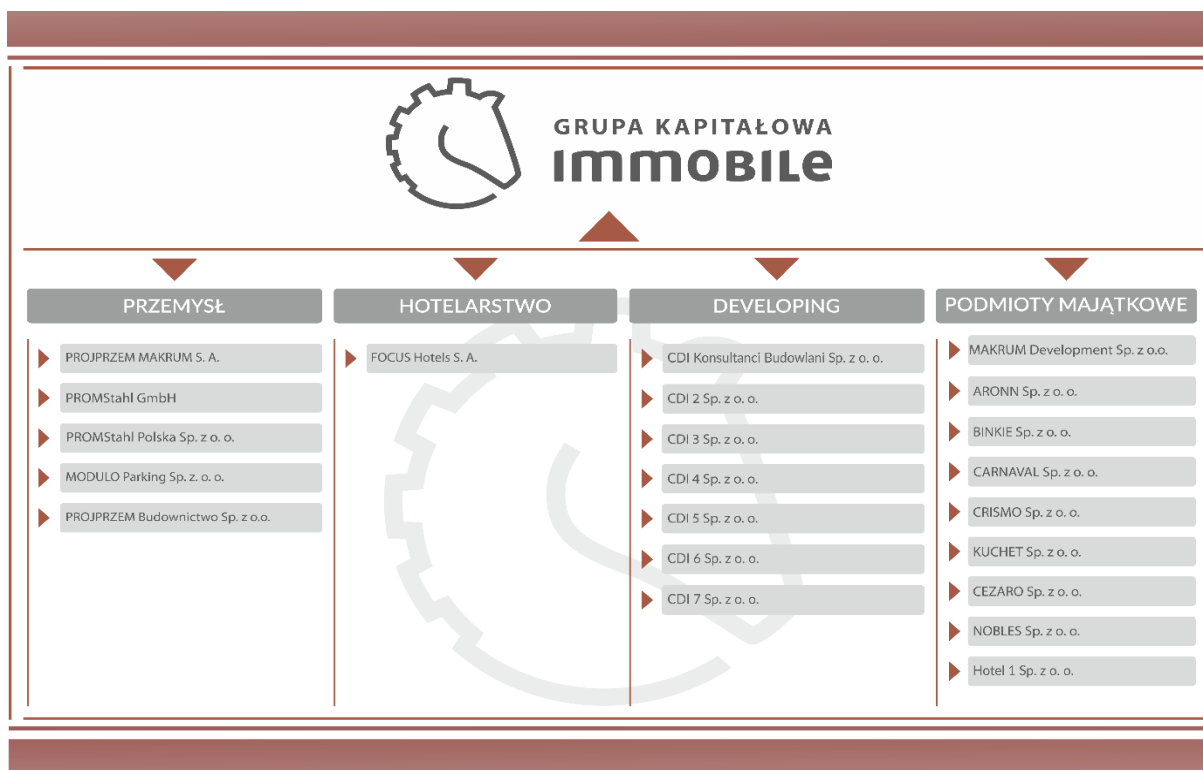 GRUPA KAPITAŁOWA
IMMOBILE
PRZEMYSŁ
PROJPRZEM MAKRUM S. A.
PROMStahl GmbH
PROMStahl Polska Sp. z o. o.
MODULO Parking Sp. z. o. o.
PROJPRZEM Budownictwo Sp. z o.o.
HOTELARSTWO
FOCUS Hotels S. A.
DEVELOPING
CDI Konsultanci Budowlani Sp. z o. o.
CDI 2 Sp. z o. o.
CDI 3 Sp. z o. o.
CDI 4 Sp. z o. o.
CDI 5 Sp. z o. o.
CDI 6 Sp. z o. o.
CDI 7 Sp. z o. o.
PODMIOTY MAJĄTKOWE
MAKRUM Development Sp. z o.o.
ARONN Sp. z o. o.
BINKIE Sp. z o. o.
CARNAVAL Sp. z o. o.
CRISMO Sp. z o. o.
KUCHET Sp. z o. o.
CEZARO Sp. z o. o.
NOBLES Sp. z o. o.
Hotel 1 Sp. z o. o.